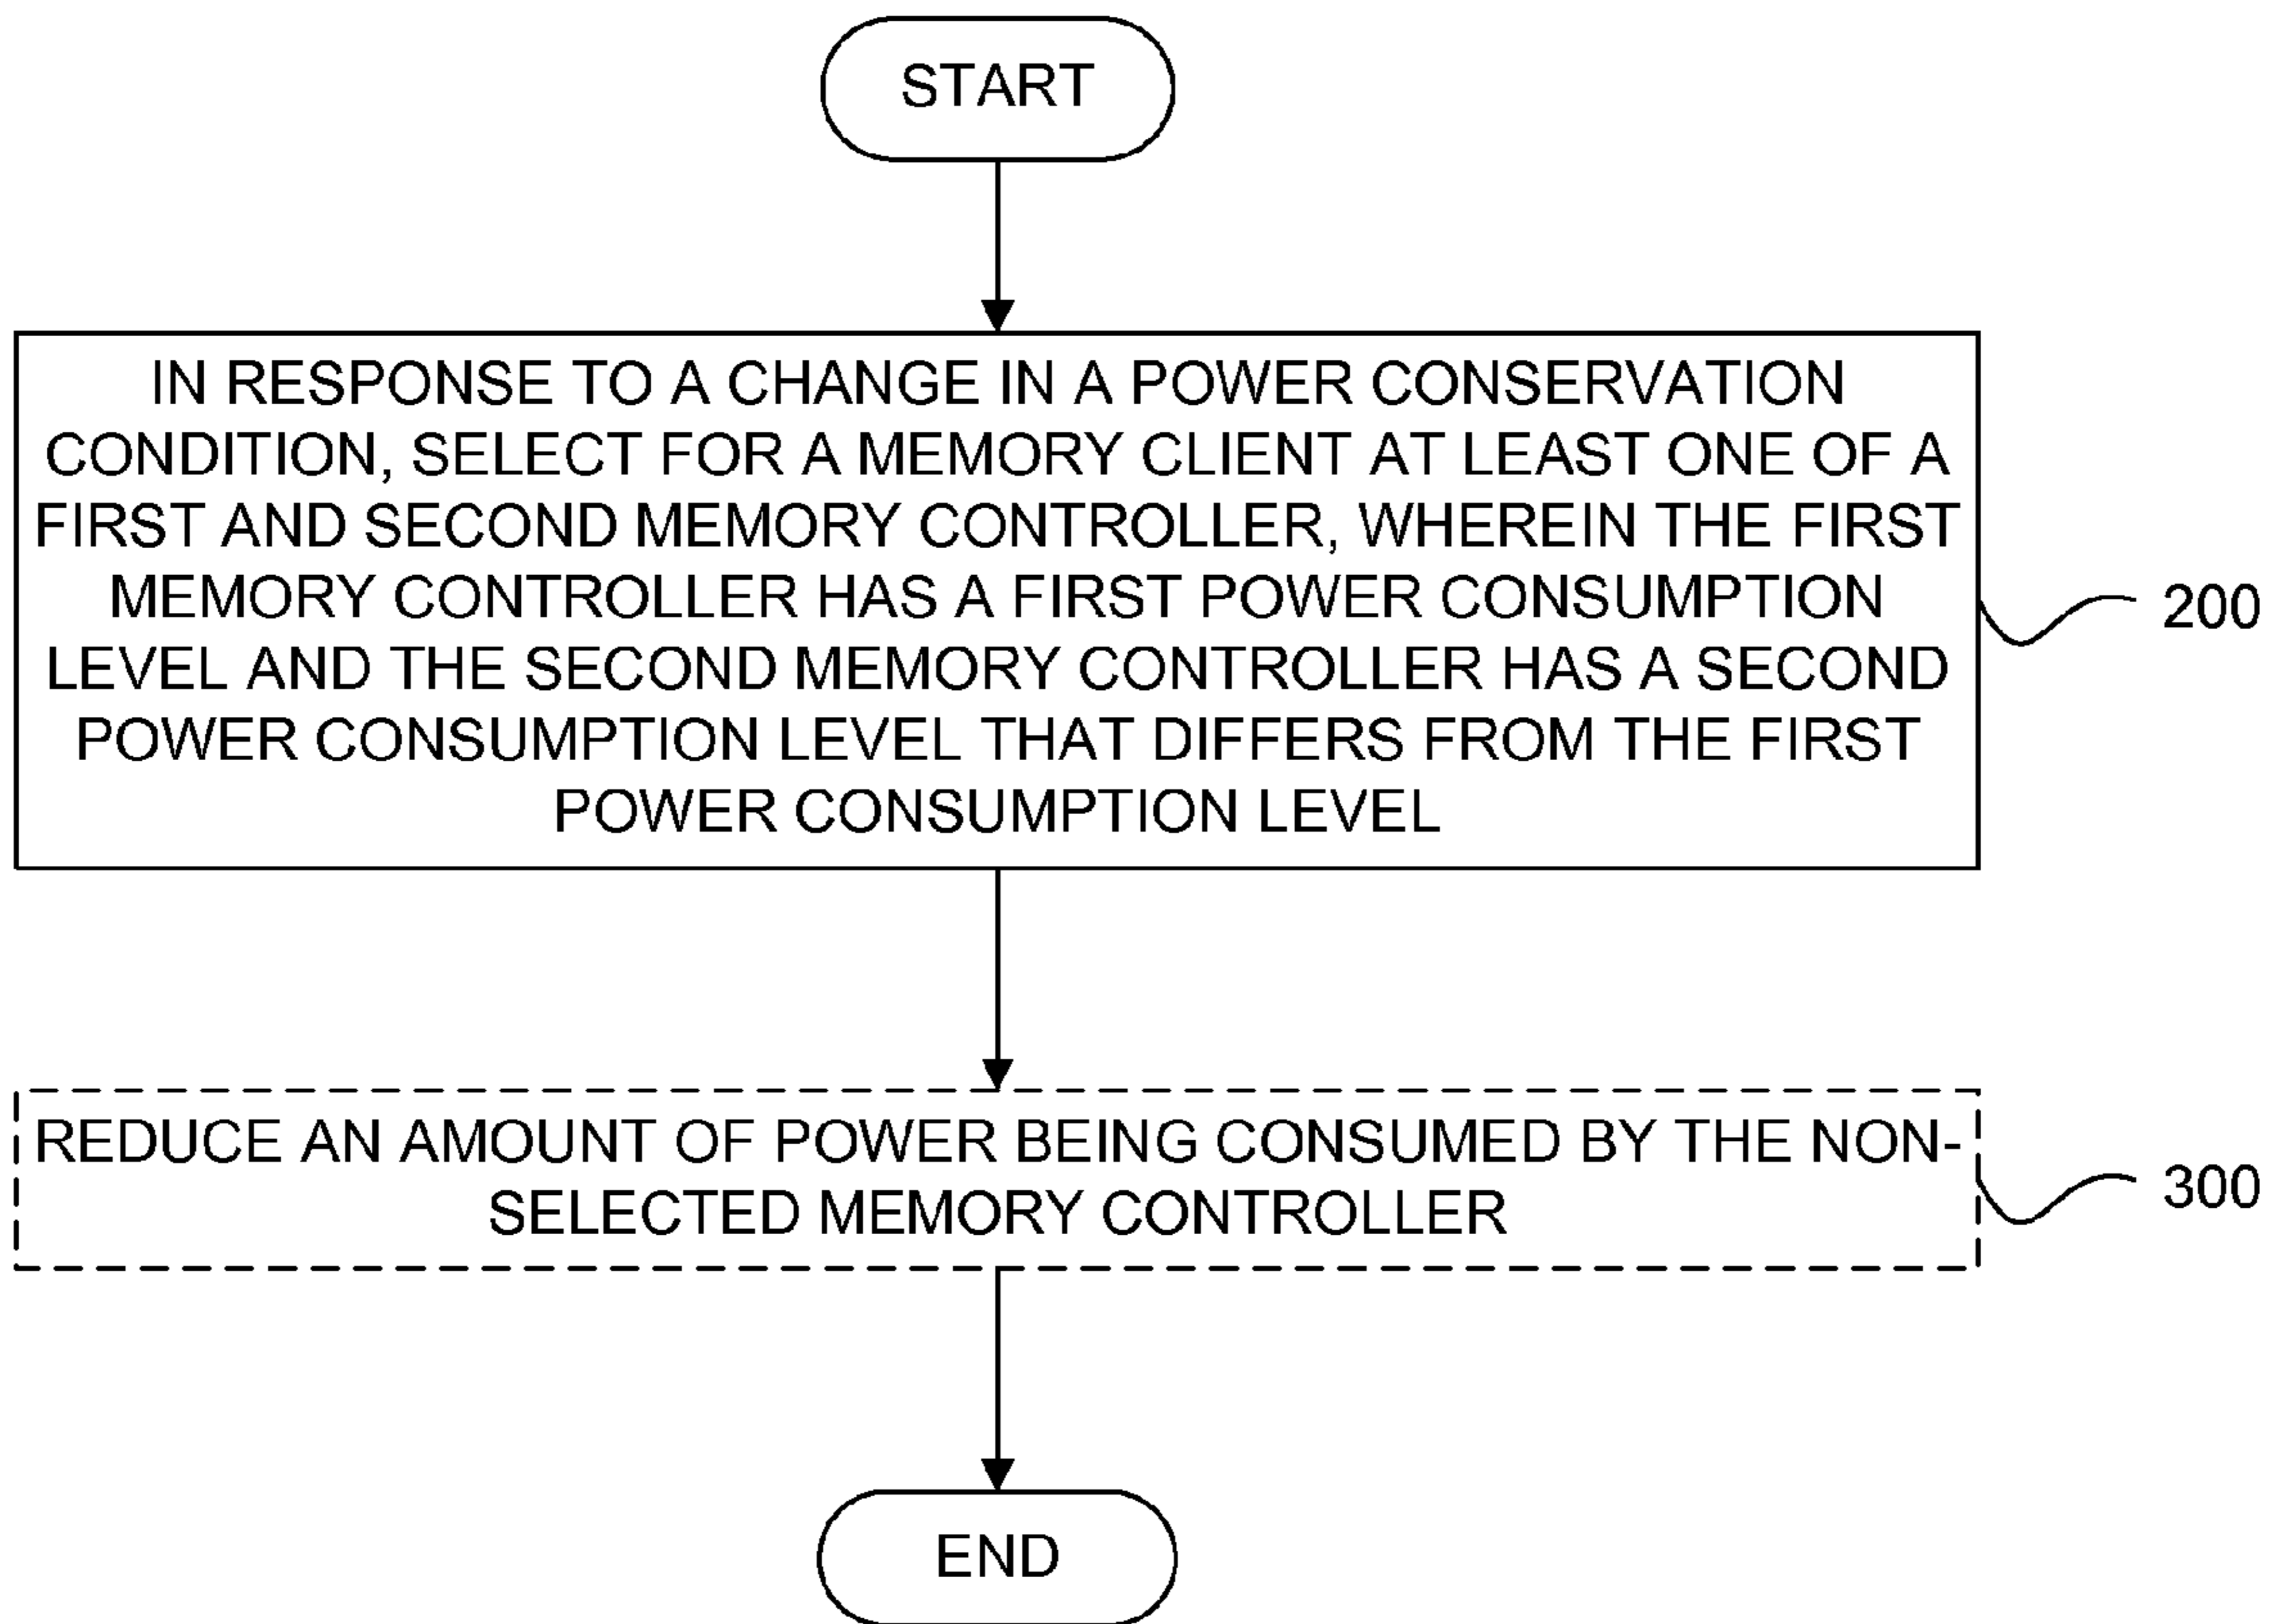 START
IN RESPONSE TO A CHANGE IN A POWER CONSERVATION
CONDITION, SELECT FOR A MEMORY CLIENT AT LEAST ONE OF A
FIRST AND SECOND MEMORY CONTROLLER, WHEREIN THE FIRST
MEMORY CONTROLLER HAS A FIRST POWER CONSUMPTION
LEVEL AND THE SECOND MEMORY CONTROLLER HAS A SECOND
POWER CONSUMPTION LEVEL THAT DIFFERS FROM THE FIRST
POWER CONSUMPTION LEVEL
200
REDUCE AN AMOUNT OF POWER BEING CONSUMED BY THE NON-
SELECTED MEMORY CONTROLLER
300
END